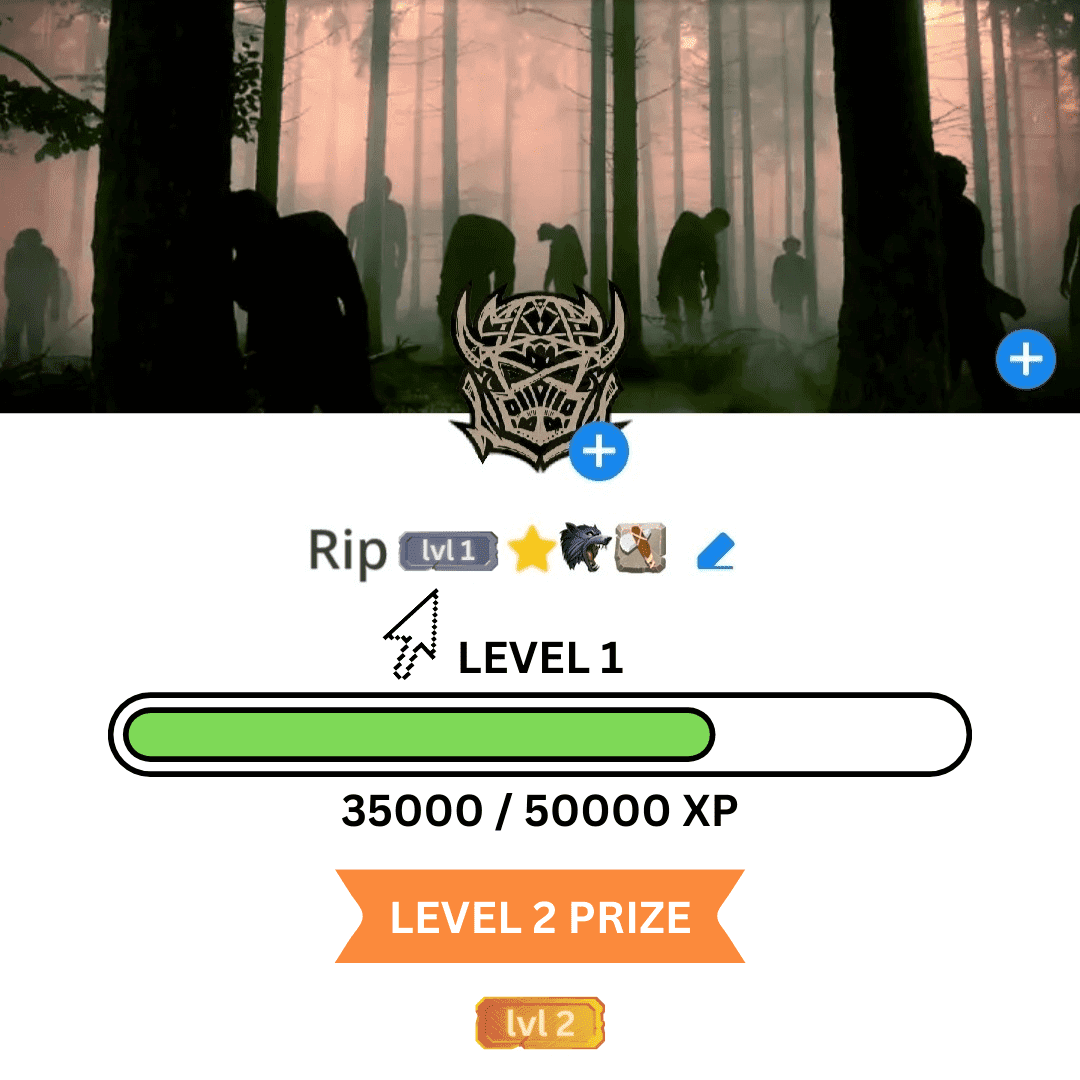 Rip lvl 1
LEVEL 1
35000 / 50000 XP
LEVEL 2 PRIZE
lvl 2